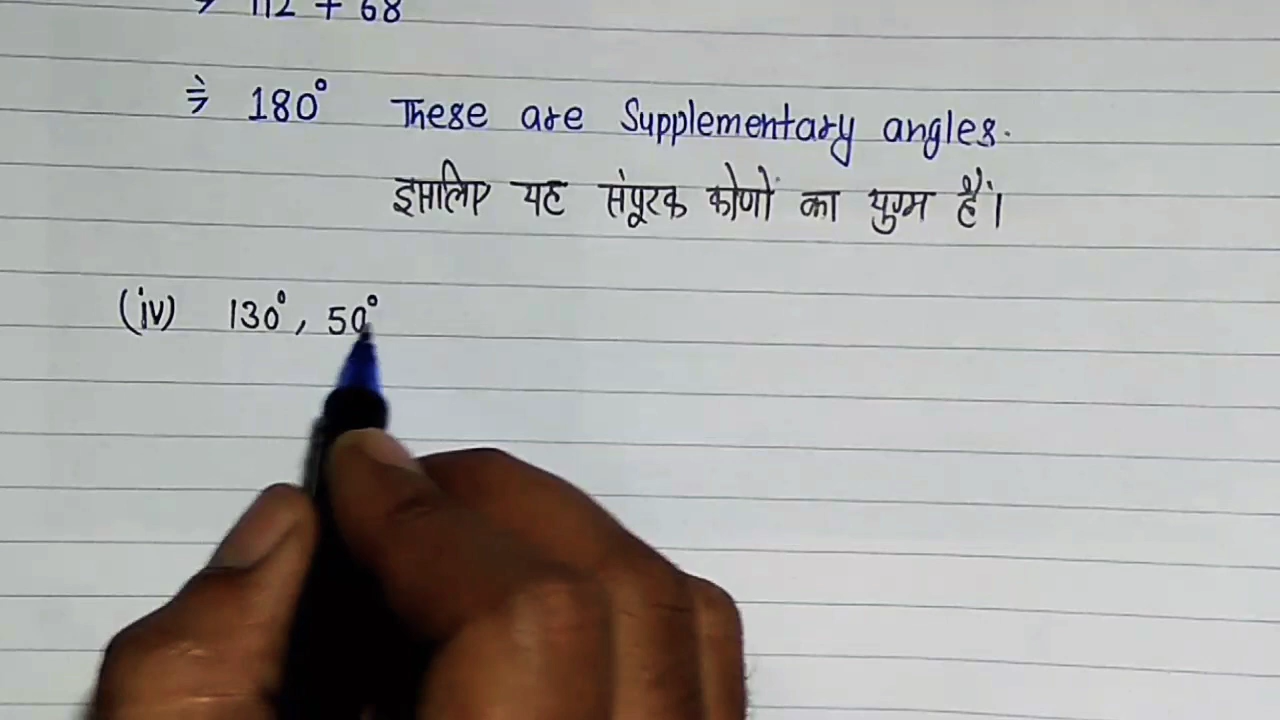 ⇒ 112 + 68
⇒ 180° These are Supplementary angles.
इसलिए यह संपूरक कोणों का युग्म हैं।
(iv) 130°, 50°